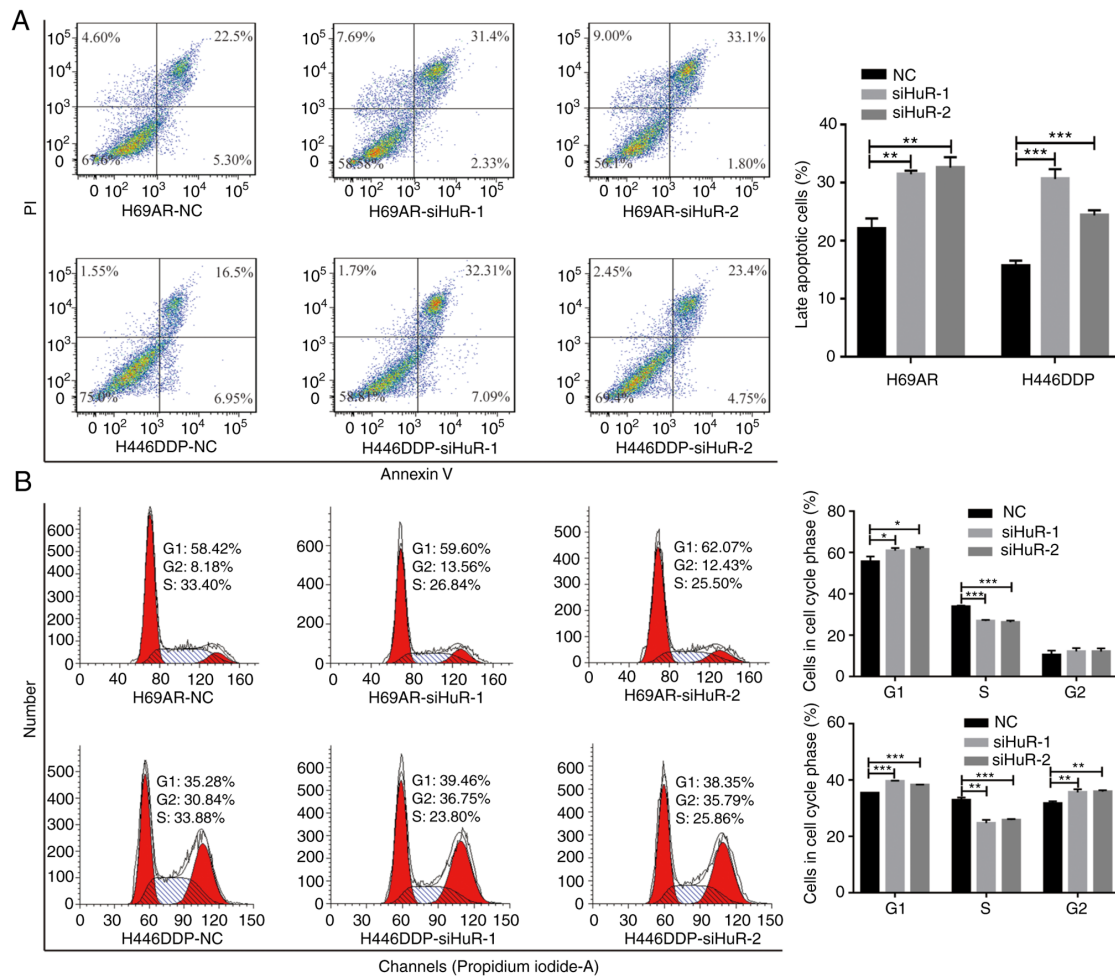 A
PI
10⁵
10⁴
10³
10²
0
4.60%
22.5%
67.6%
5.30%
0 10² 10³ 10⁴ 10⁵
H69AR-NC
10⁵
10⁴
10³
10²
0
7.69%
31.4%
58.58%
2.33%
0 10² 10³ 10⁴ 10⁵
H69AR-siHuR-1
10⁵
10⁴
10³
10²
0
9.00%
33.1%
56.1%
1.80%
0 10² 10³ 10⁴ 10⁵
H69AR-siHuR-2
10⁵
10⁴
10³
10²
0
1.55%
16.5%
75.0%
6.95%
0 10² 10³ 10⁴ 10⁵
H446DDP-NC
10⁵
10⁴
10³
10²
0
1.79%
32.31%
58.81%
7.09%
0 10² 10³ 10⁴ 10⁵
H446DDP-siHuR-1
10⁵
10⁴
10³
10²
0
2.45%
23.4%
69.4%
4.75%
0 10² 10³ 10⁴ 10⁵
H446DDP-siHuR-2
Annexin V
NC
siHuR-1
siHuR-2
Late apoptotic cells (%)
40
30
20
10
0
**
**
***
***
H69AR
H446DDP
B
Number
600
500
400
300
200
100
0
G1: 58.42%
G2: 8.18%
S: 33.40%
0 40 80 120 160
H69AR-NC
700
600
500
400
300
200
100
0
G1: 59.60%
G2: 13.56%
S: 26.84%
0 40 80 120 160
H69AR-siHuR-1
500
400
300
200
100
0
G1: 62.07%
G2: 12.43%
S: 25.50%
0 40 80 120 160
H69AR-siHuR-2
500
400
300
200
100
0
G1: 35.28%
G2: 30.84%
S: 33.88%
0 30 60 90 120 150
H446DDP-NC
600
500
400
300
200
100
0
G1: 39.46%
G2: 36.75%
S: 23.80%
0 30 60 90 120 150
H446DDP-siHuR-1
600
500
400
300
200
100
0
G1: 38.35%
G2: 35.79%
S: 25.86%
0 30 60 90 120 150
H446DDP-siHuR-2
Channels (Propidium iodide-A)
Cells in cell cycle phase (%)
80
60
40
20
0
NC
siHuR-1
siHuR-2
*
*
***
***
G1
S
G2
Cells in cell cycle phase (%)
60
40
20
0
NC
siHuR-1
siHuR-2
***
***
***
**
**
**
G1
S
G2